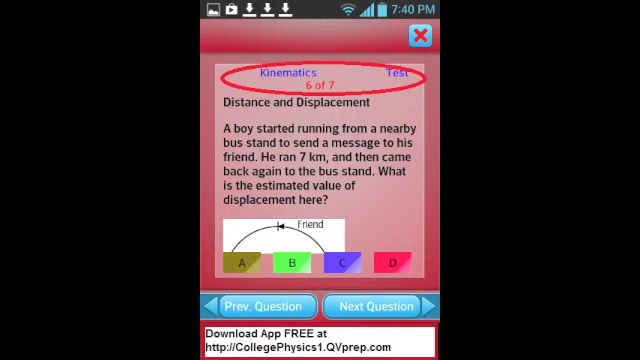 7:40 PM
Kinematics Test
6 of 7
Distance and Displacement
A boy started running from a nearby
bus stand to send a message to his
friend. He ran 7 km, and then came
back again to the bus stand. What
is the estimated value of
displacement here?
Friend
A B C D
Prev. Question Next Question
Download App FREE at
http://CollegePhysics1.QVprep.com